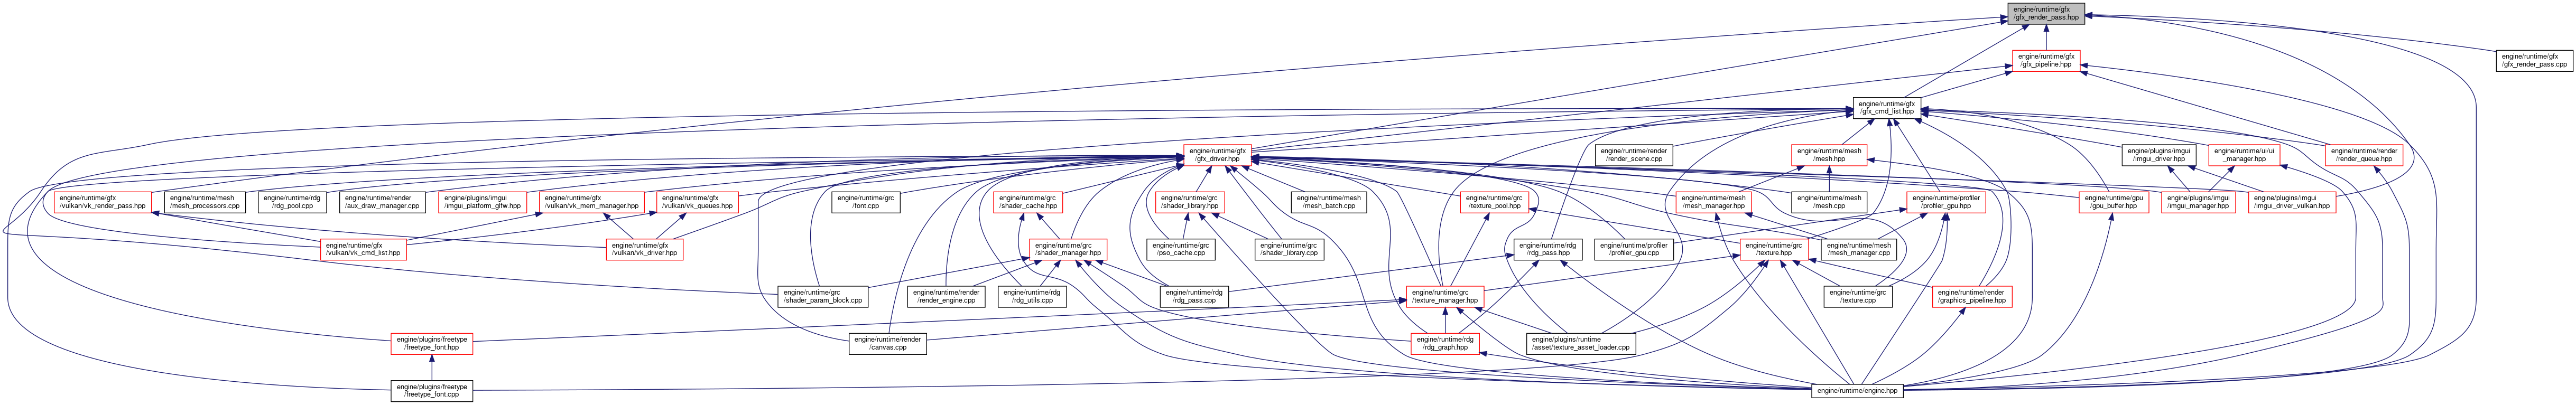 engine/runtime/gfx
/gfx_render_pass.hpp
engine/runtime/gfx
/gfx_pipeline.hpp
engine/runtime/gfx
/gfx_render_pass.cpp
engine/runtime/gfx
/gfx_cmd_list.hpp
engine/runtime/gfx
/gfx_driver.hpp
engine/runtime/render
/render_scene.cpp
engine/runtime/mesh
/mesh.hpp
engine/plugins/imgui
/imgui_driver.hpp
engine/runtime/ui/ui
_manager.hpp
engine/runtime/render
/render_queue.hpp
engine/runtime/gfx
/vulkan/vk_render_pass.hpp
engine/runtime/mesh
/mesh_processors.cpp
engine/runtime/rdg
/rdg_pool.cpp
engine/runtime/render
/aux_draw_manager.cpp
engine/plugins/imgui
/imgui_platform_glfw.hpp
engine/runtime/gfx
/vulkan/vk_mem_manager.hpp
engine/runtime/gfx
/vulkan/vk_queues.hpp
engine/runtime/grc
/font.cpp
engine/runtime/grc
/shader_cache.hpp
engine/runtime/grc
/shader_library.hpp
engine/runtime/mesh
/mesh_batch.cpp
engine/runtime/grc
/texture_pool.hpp
engine/runtime/mesh
/mesh_manager.hpp
engine/runtime/mesh
/mesh.cpp
engine/runtime/profiler
/profiler_gpu.hpp
engine/runtime/gpu
/gpu_buffer.hpp
engine/plugins/imgui
/imgui_manager.hpp
engine/plugins/imgui
/imgui_driver_vulkan.hpp
engine/runtime/gfx
/vulkan/vk_cmd_list.hpp
engine/runtime/gfx
/vulkan/vk_driver.hpp
engine/runtime/grc
/shader_manager.hpp
engine/runtime/grc
/pso_cache.cpp
engine/runtime/grc
/shader_library.cpp
engine/runtime/rdg
/rdg_pass.hpp
engine/runtime/profiler
/profiler_gpu.cpp
engine/runtime/grc
/texture.hpp
engine/runtime/mesh
/mesh_manager.cpp
engine/runtime/grc
/shader_param_block.cpp
engine/runtime/render
/render_engine.cpp
engine/runtime/rdg
/rdg_utils.cpp
engine/runtime/rdg
/rdg_pass.cpp
engine/runtime/grc
/texture_manager.hpp
engine/runtime/grc
/texture.cpp
engine/runtime/render
/graphics_pipeline.hpp
engine/plugins/freetype
/freetype_font.hpp
engine/runtime/render
/canvas.cpp
engine/runtime/rdg
/rdg_graph.hpp
engine/plugins/runtime
/asset/texture_asset_loader.cpp
engine/plugins/freetype
/freetype_font.cpp
engine/runtime/engine.hpp